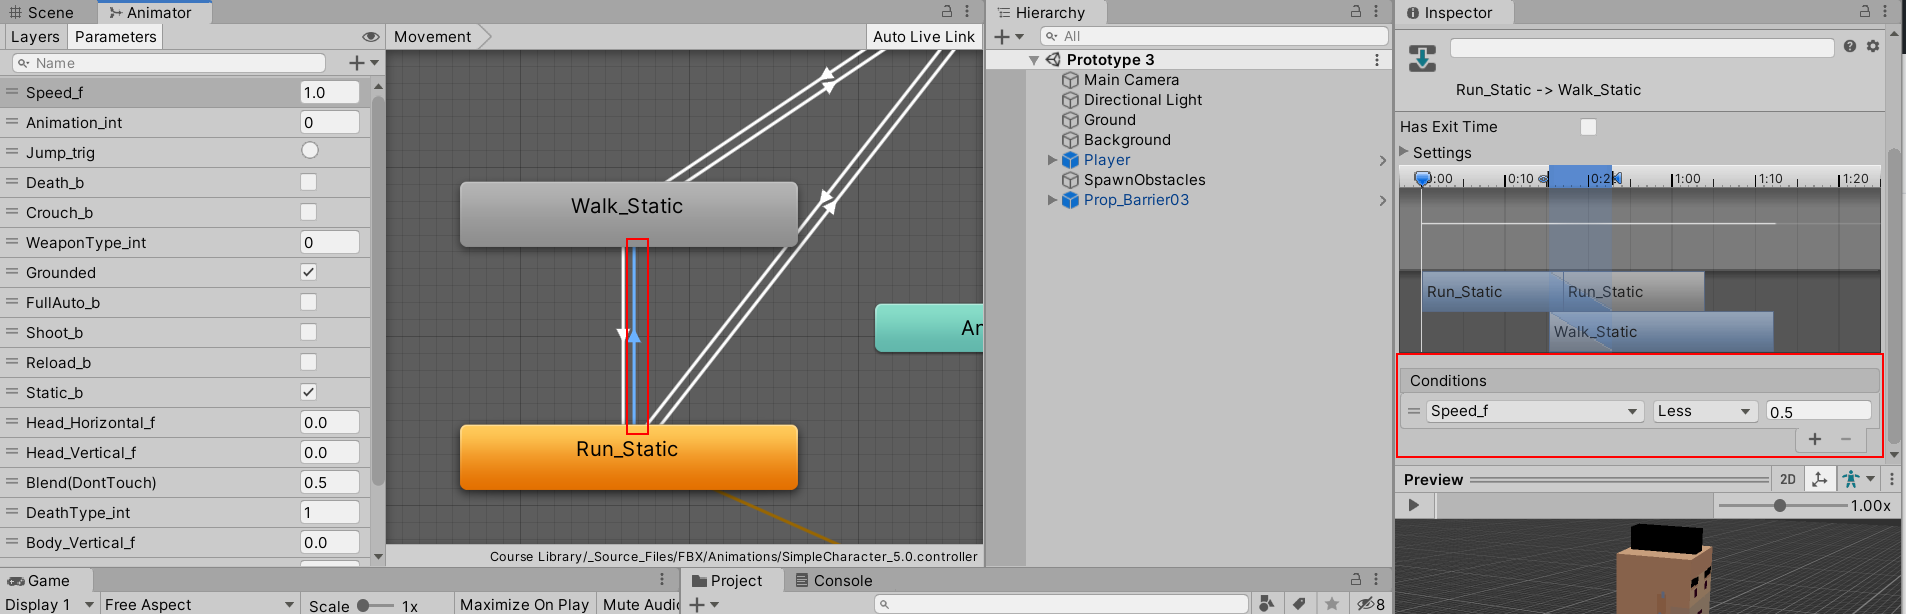 Scene
Animator
Layers
Parameters
Name
Speed_f 1.0
Animation_int 0
Jump_trig
Death_b
Crouch_b
WeaponType_int 0
Grounded
FullAuto_b
Shoot_b
Reload_b
Static_b
Head_Horizontal_f 0.0
Head_Vertical_f 0.0
Blend(DontTouch) 0.5
DeathType_int 1
Body_Vertical_f 0.0
Movement
Auto Live Link
Walk_Static
Run_Static
An
Course Library/_Source_Files/FBX/Animations/SimpleCharacter_5.0.controller
Hierarchy
All
Prototype 3
Main Camera
Directional Light
Ground
Background
Player
SpawnObstacles
Prop_Barrier03
Inspector
Run_Static -> Walk_Static
Has Exit Time
Settings
:00 0:10 0:2 1:00 1:10 1:20
Run_Static Run_Static
Walk_Static
Conditions
Speed_f Less 0.5
Preview 2D
1.00x
Game
Display 1 Free Aspect Scale 1x Maximize On Play Mute Audi
Project
Console
8